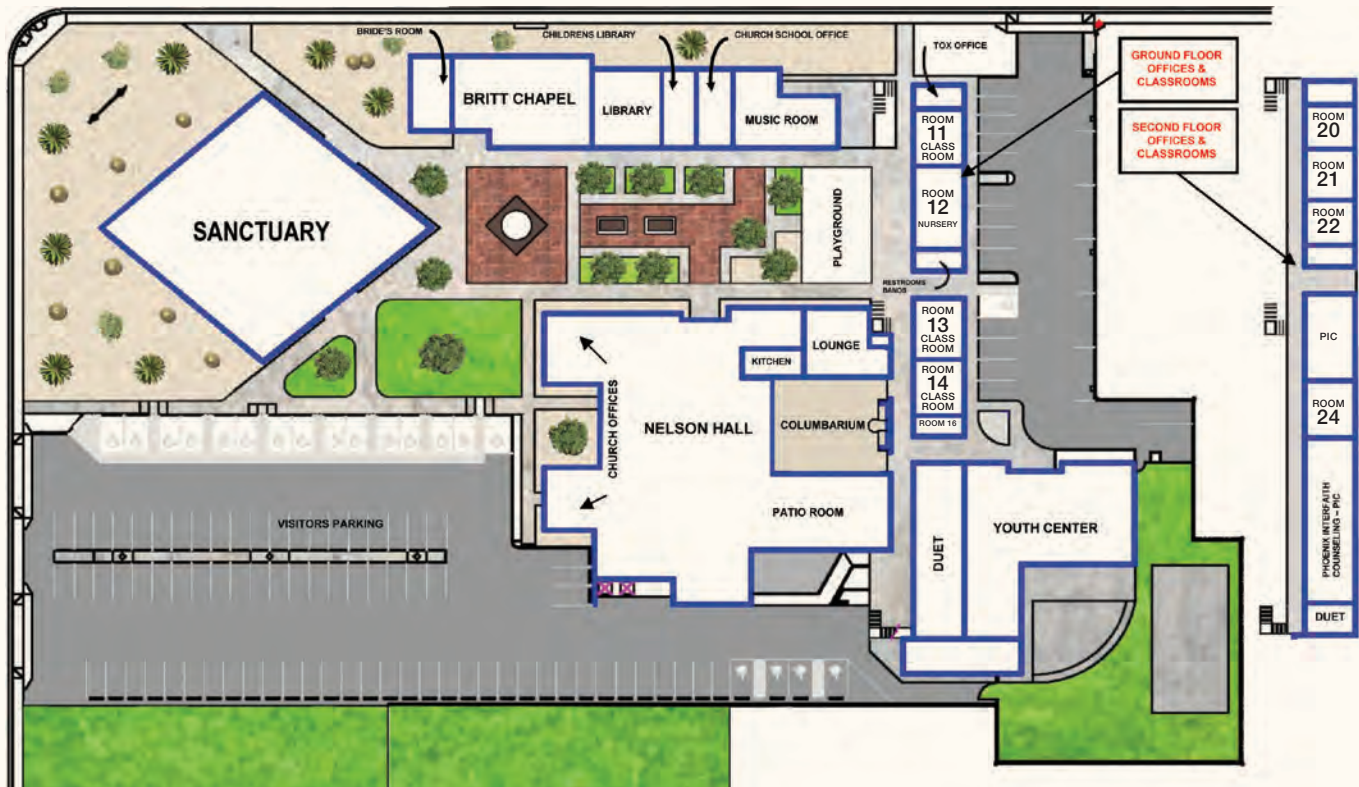 BRIDE'S ROOM
CHILDRENS LIBRARY
CHURCH SCHOOL OFFICE
TOX OFFICE
GROUND FLOOR
OFFICES &
CLASSROOMS
SECOND FLOOR
OFFICES &
CLASSROOMS
BRITT CHAPEL
LIBRARY
MUSIC ROOM
ROOM
11
CLASS
ROOM
ROOM
12
NURSERY
ROOM
20
ROOM
21
ROOM
22
SANCTUARY
PLAYGROUND
RESTROOMS
BANOS
ROOM
13
CLASS
ROOM
LOUNGE
KITCHEN
PIC
ROOM
14
CLASS
ROOM
ROOM 16
ROOM
24
CHURCH OFFICES
NELSON HALL
COLUMBARIUM
PATIO ROOM
VISITORS PARKING
DUET
YOUTH CENTER
PHOENIX INTERFAITH
COUNSELING – PIC
DUET